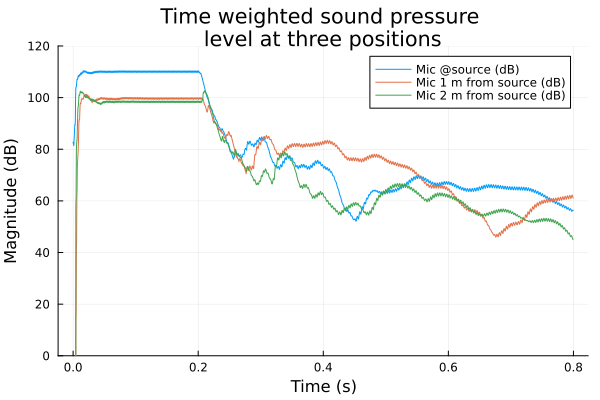 Time weighted sound pressure
level at three positions
Mic @source (dB)
Mic 1 m from source (dB)
Mic 2 m from source (dB)
Magnitude (dB)
120
100
80
60
40
20
0
0.0 0.2 0.4 0.6 0.8
Time (s)